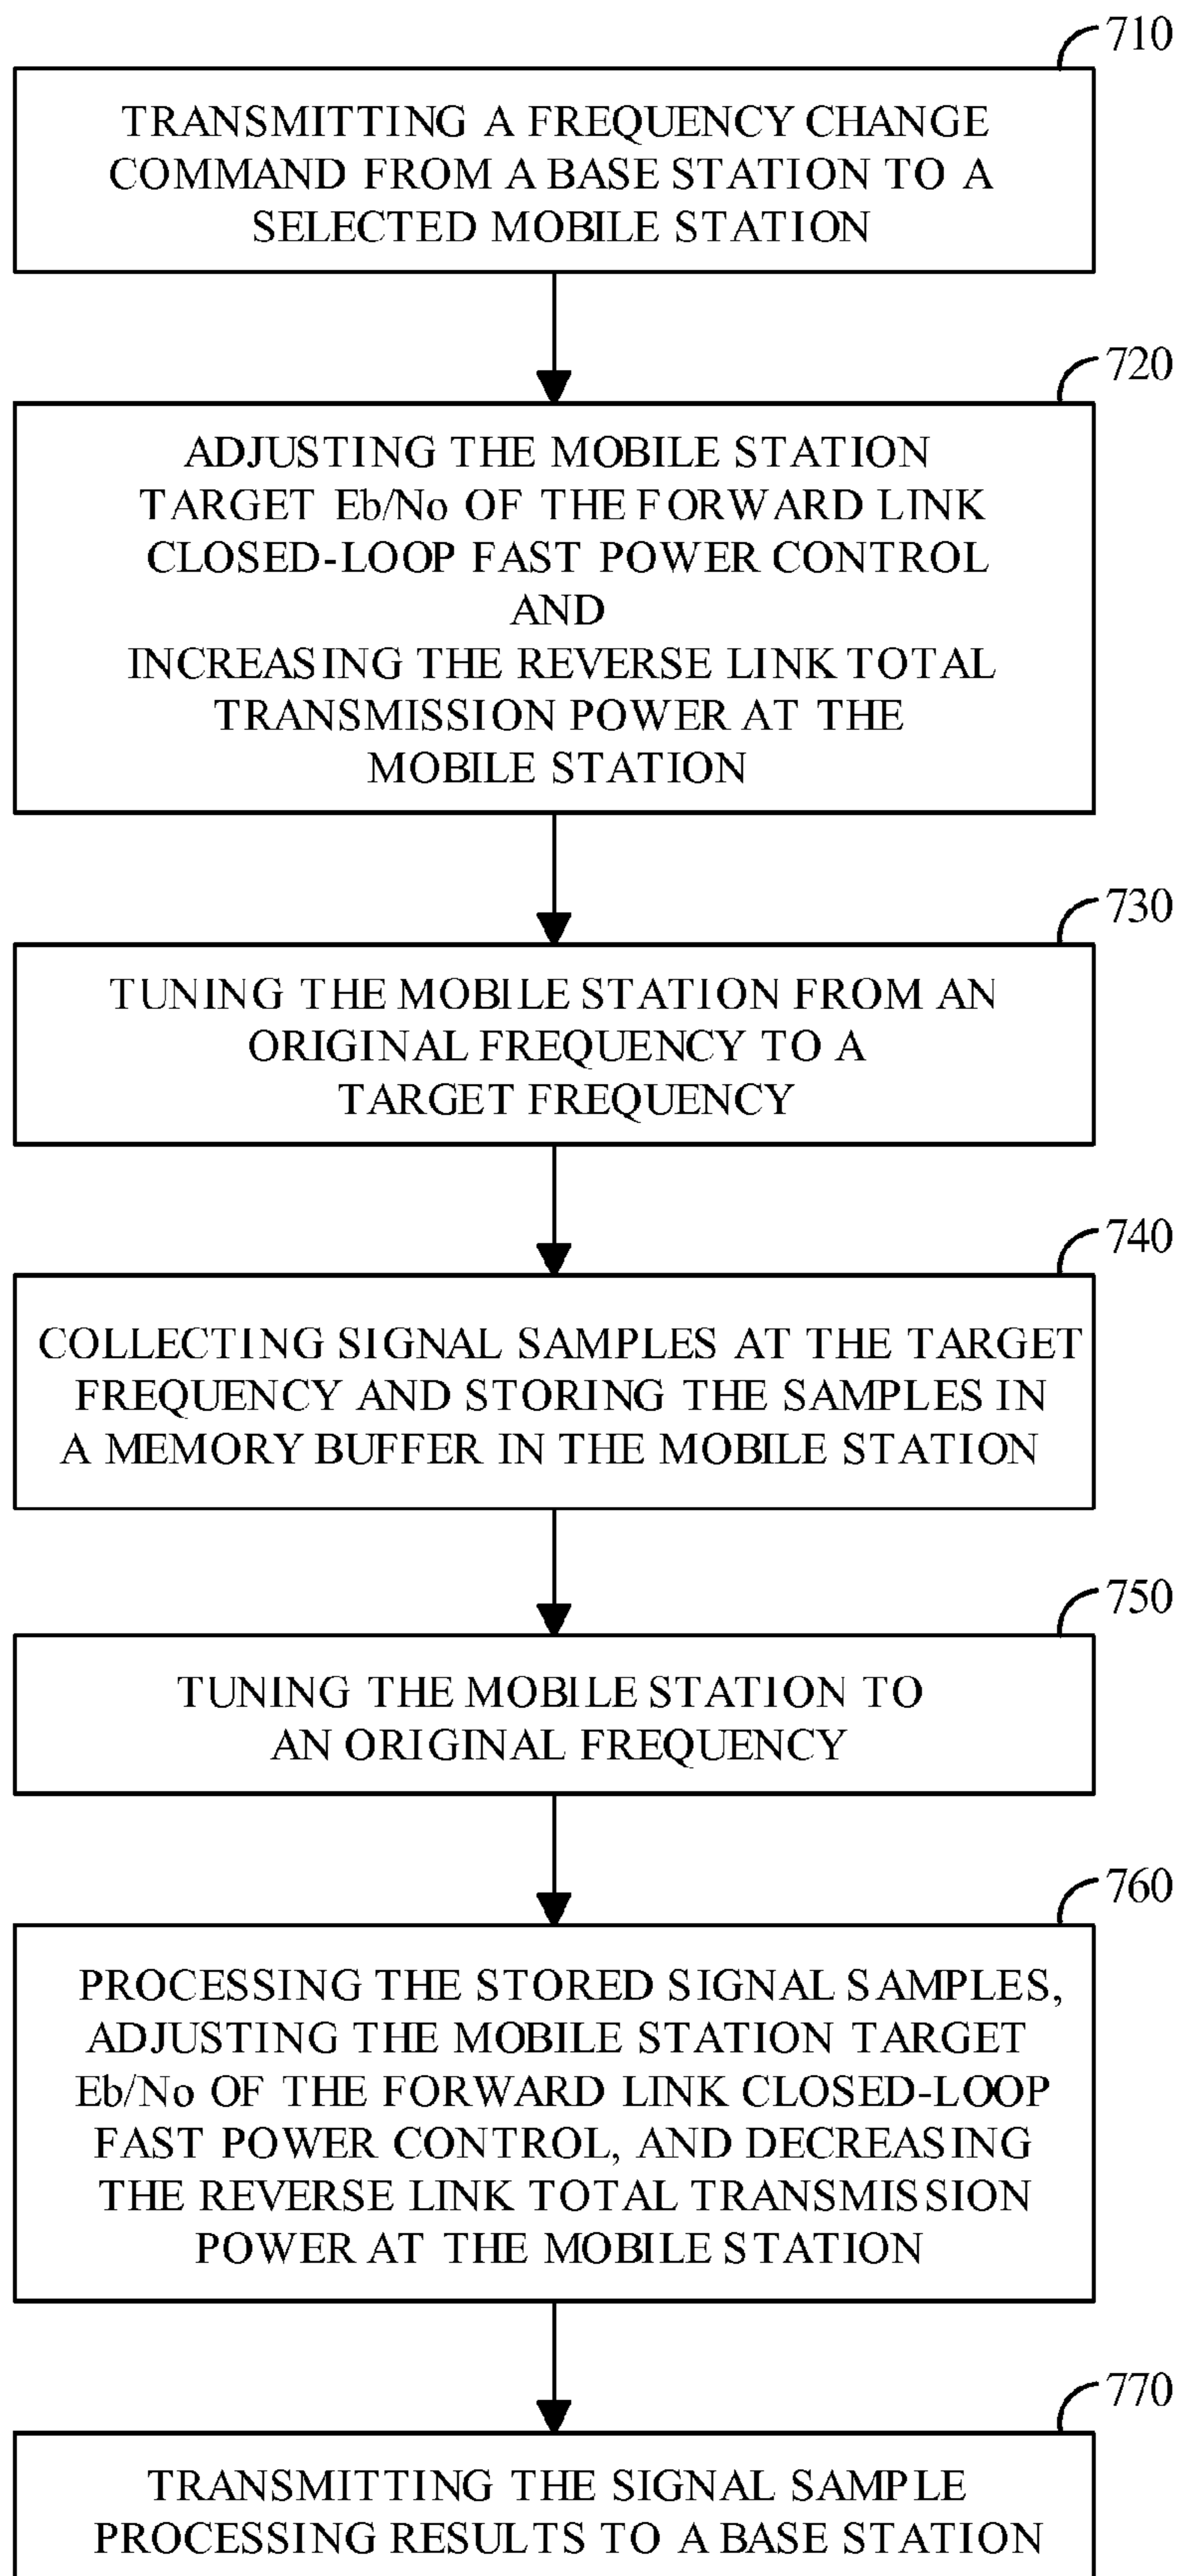 710
TRANSMITTING A FREQUENCY CHANGE
COMMAND FROM A BASE STATION TO A
SELECTED MOBILE STATION
720
ADJUSTING THE MOBILE STATION
TARGET Eb/No OF THE FORWARD LINK
CLOSED-LOOP FAST POWER CONTROL
AND
INCREASING THE REVERSE LINK TOTAL
TRANSMISSION POWER AT THE
MOBILE STATION
730
TUNING THE MOBILE STATION FROM AN
ORIGINAL FREQUENCY TO A
TARGET FREQUENCY
740
COLLECTING SIGNAL SAMPLES AT THE TARGET
FREQUENCY AND STORING THE SAMPLES IN
A MEMORY BUFFER IN THE MOBILE STATION
750
TUNING THE MOBILE STATION TO
AN ORIGINAL FREQUENCY
760
PROCESSING THE STORED SIGNAL SAMPLES,
ADJUSTING THE MOBILE STATION TARGET
Eb/No OF THE FORWARD LINK CLOSED-LOOP
FAST POWER CONTROL, AND DECREASING
THE REVERSE LINK TOTAL TRANSMISSION
POWER AT THE MOBILE STATION
770
TRANSMITTING THE SIGNAL SAMPLE
PROCESSING RESULTS TO A BASE STATION